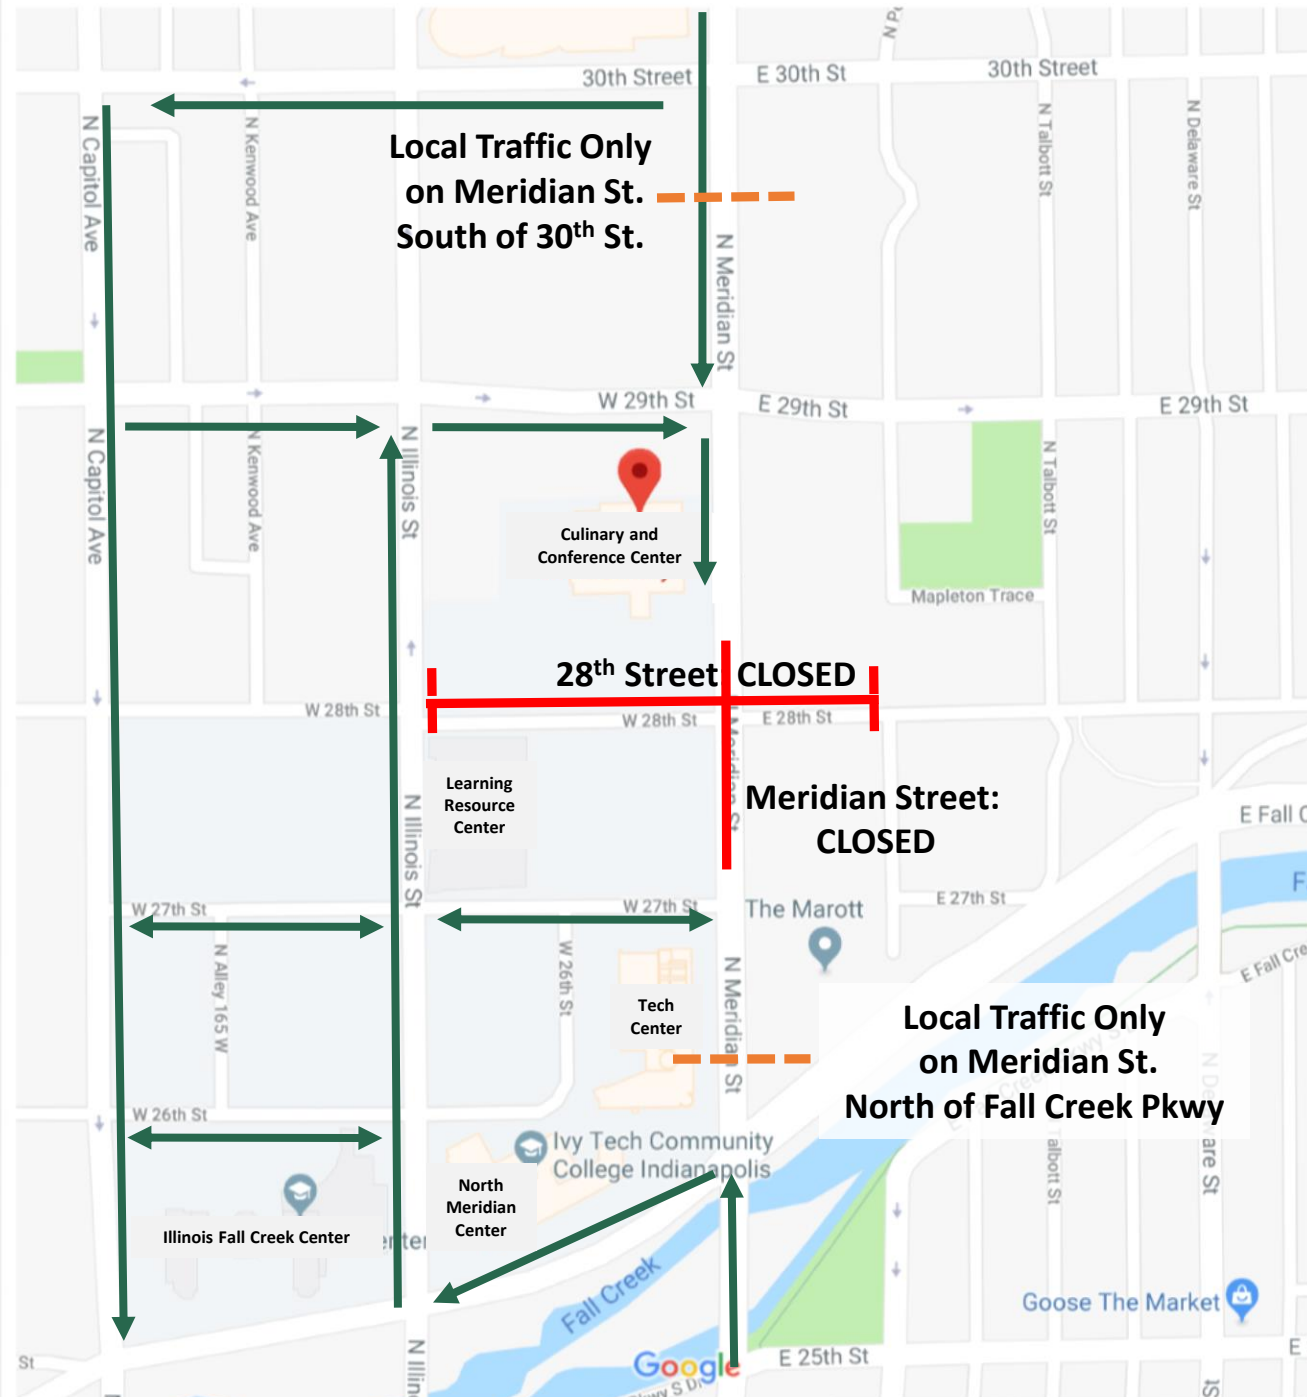 30th Street
E 30th St
30th Street
Local Traffic Only
on Meridian St.
South of 30th St.
N Capitol Ave
N Kenwood Ave
N Talbott St
N Delaware St
N Meridian St
W 29th St
E 29th St
E 29th St
N Capitol Ave
N Kenwood Ave
N Illinois St
N Talbott St
Culinary and
Conference Center
Mapleton Trace
28th Street: CLOSED
W 28th St
W 28th St
E 28th St
N Meridian St
Learning
Resource
Center
Meridian Street:
CLOSED
N Illinois St
E Fall C
W 27th St
W 27th St
The Marott
E 27th St
N Alley 165 W
W 26th St
N Meridian St
E Fall Cre
Tech
Center
Local Traffic Only
on Meridian St.
North of Fall Creek Pkwy
W 26th St
Ivy Tech Community
College Indianapolis
Talbott St
North
Meridian
Center
Illinois Fall Creek Center
enter
Fall Creek
Goose The Market
St
N Illin
Google
E 25th St
E